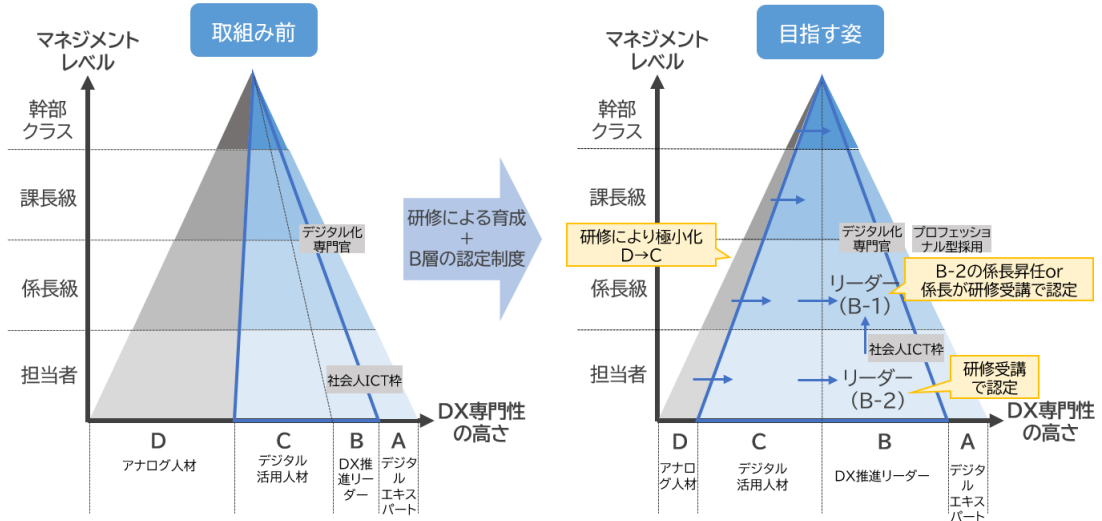 取組み前
マネジメント
レベル
幹部
クラス
課長級
係長級
担当者
デジタル化
専門官
社会人ICT枠
DX専門性
の高さ
D
アナログ人材
C
デジタル
活用人材
B
DX推
進リー
ダー
A
デジタ
ル
エキス
パート
研修による育成
+
B層の認定制度
目指す姿
マネジメント
レベル
幹部
クラス
課長級
係長級
担当者
研修により極小化
D→C
デジタル化
専門官
プロフェッショ
ナル型採用
リーダー
(B-1)
B-2の係長昇任or
係長が研修受講で認定
社会人ICT枠
リーダー
(B-2)
研修受講
で認定
DX専門性
の高さ
D
アナロ
グ人材
C
デジタル
活用人材
B
DX推進リーダー
A
デジタ
ル
エキス
パート